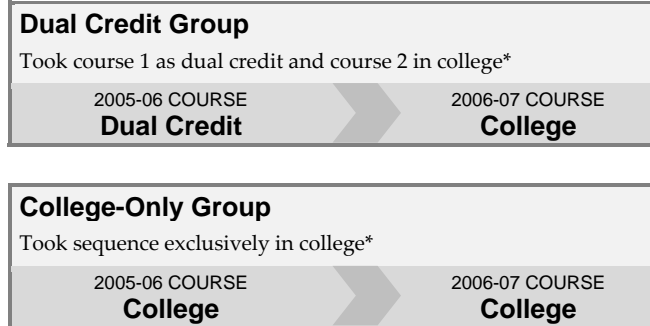 Dual Credit Group
Took course 1 as dual credit and course 2 in college*
2005-06 COURSE 2006-07 COURSE
Dual Credit College
College-Only Group
Took sequence exclusively in college*
2005-06 COURSE 2006-07 COURSE
College College